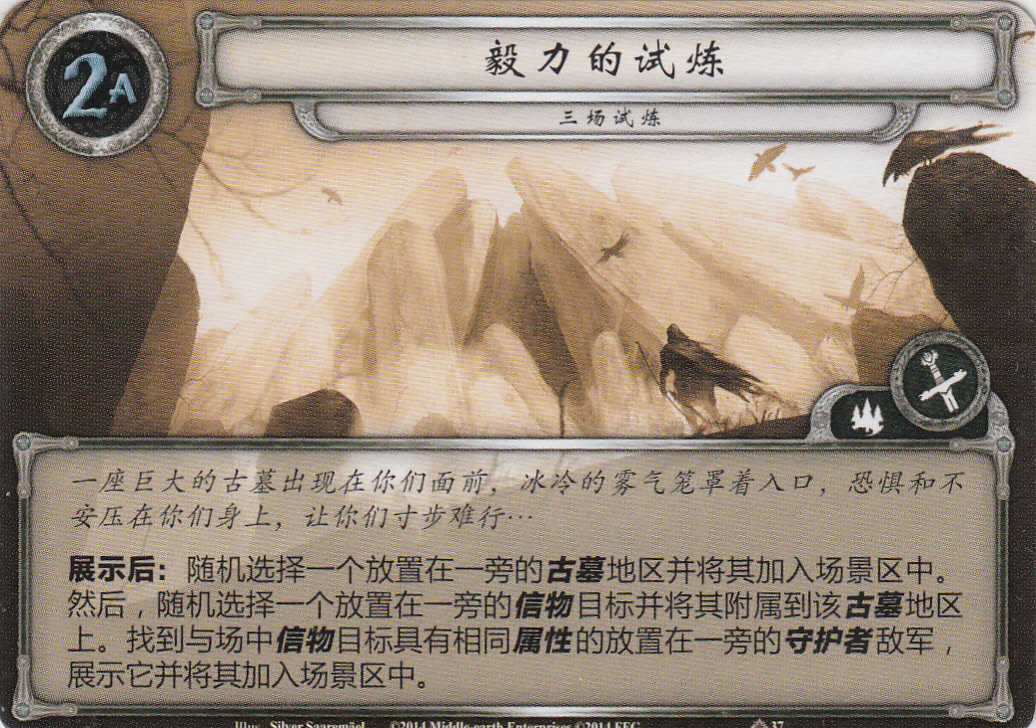 2A
毅力的试炼
三场试炼
一座巨大的古墓出现在你们面前，冰冷的雾气笼罩着入口，恐惧和不
安压在你们身上，让你们寸步难行…
展示后：随机选择一个放置在一旁的古墓地区并将其加入场景区中。
然后，随机选择一个放置在一旁的信物目标并将其附属到该古墓地区
上。找到与场中信物目标具有相同属性的放置在一旁的守护者敌军，
展示它并将其加入场景区中。
Illus. Silver Saaremäel ©2014 Middle-earth Enterprises ©2014 FFG 37